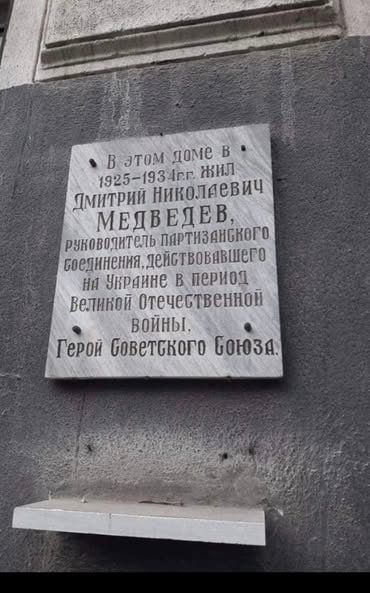 В этом доме в
1925-1934г.г. жил
Дмитрий Николаевич
Медведев,
руководитель партизанского
соединения, действовавшего
на Украине в период
Великой Отечественной
войны,
Герой Советского Союза.